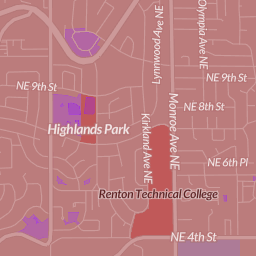 Lynnwood Ave NE
Olympia Ave NE
NE 9th St
NE 9th St
NE 8th St
Highlands Park
Kirkland Ave NE
Monroe Ave NE
NE 6th Pl
Renton Technical College
NE 4th St